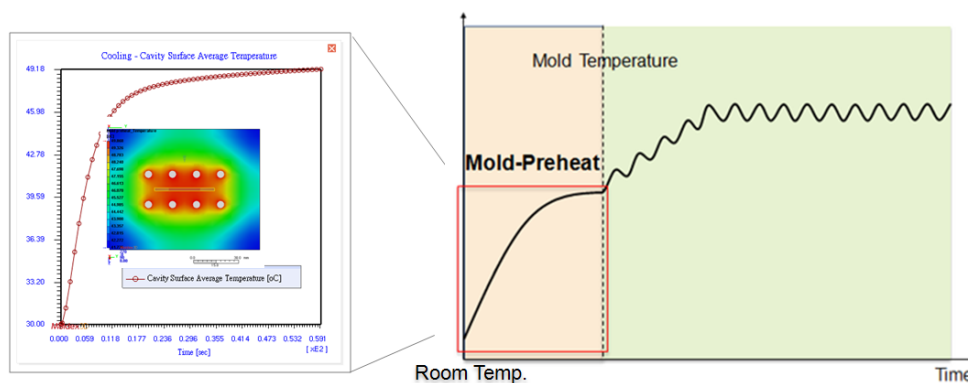 Cooling - Cavity Surface Average Temperature
49.18
45.98
42.78
39.59
36.39
33.20
30.00
Cavity Surface Average Temperature [oC]
0.000 0.059 0.118 0.177 0.236 0.295 0.355 0.414 0.473 0.532 0.591
Time [sec]
[ xE2 ]
Mold Temperature
Mold-Preheat
Room Temp.
Time